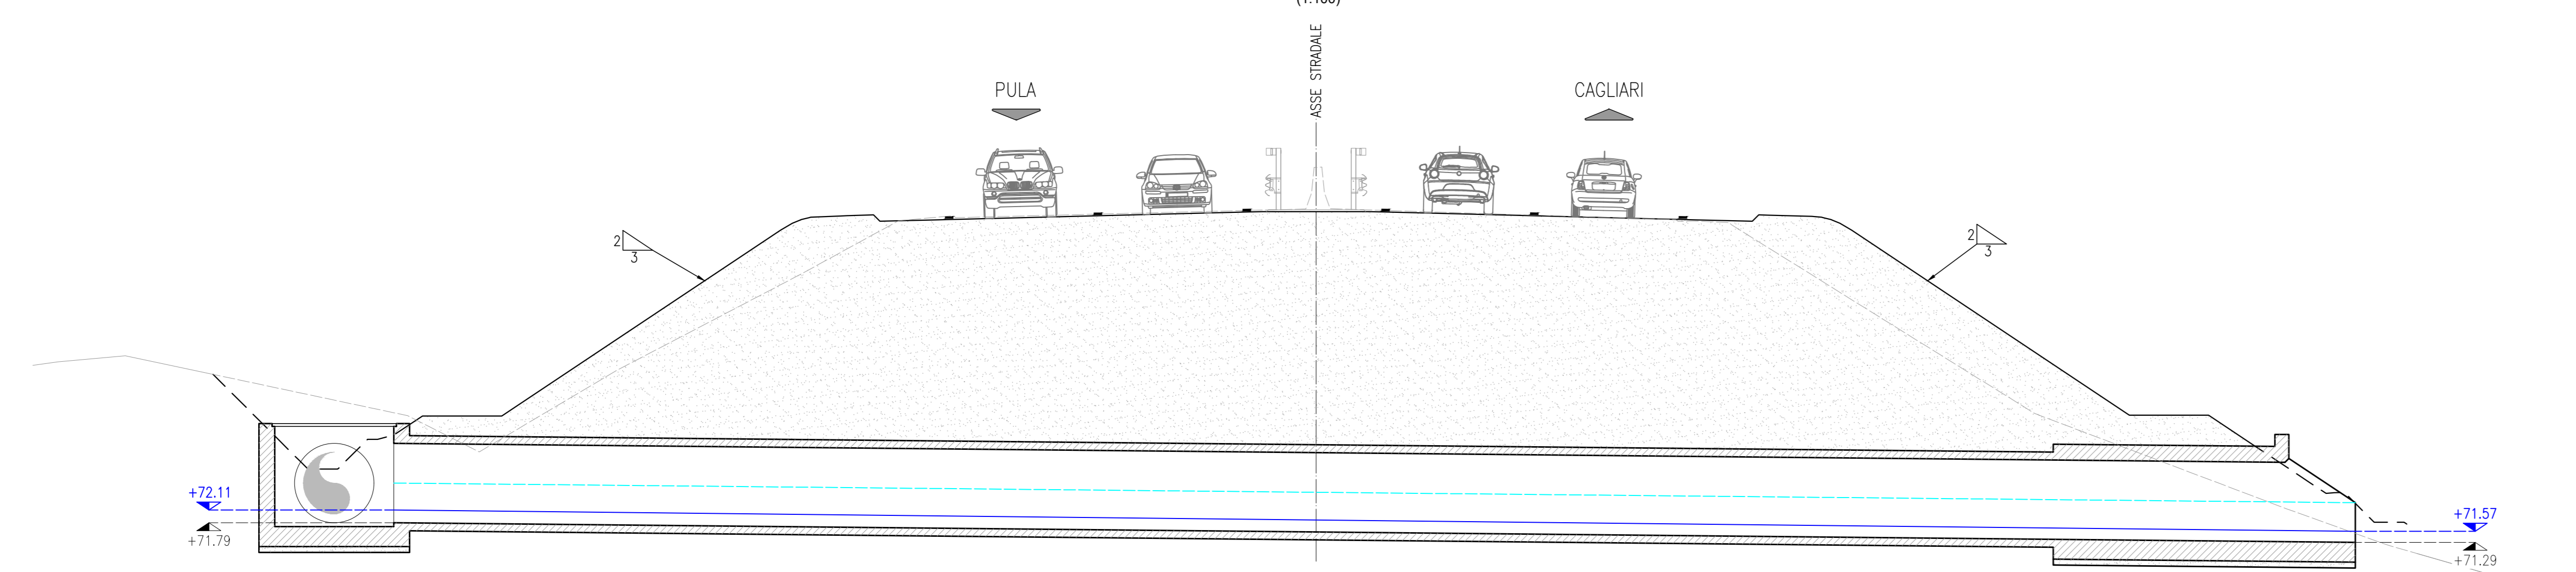 ASSE STRADALE
PULA
CAGLIARI
2
3
2
3
+72.11
+71.79
+71.57
+71.29